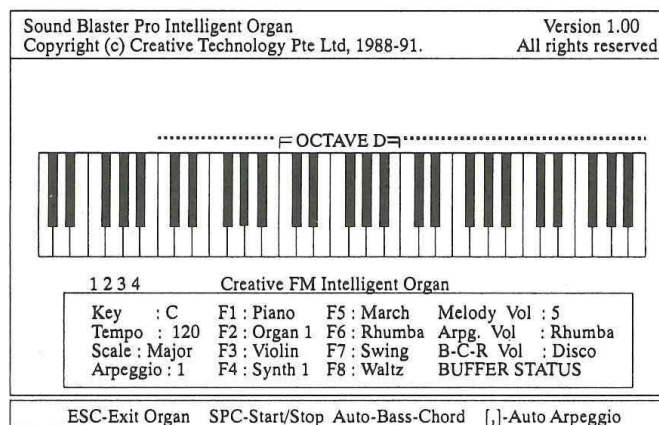 Sound Blaster Pro Intelligent Organ Version 1.00
Copyright (c) Creative Technology Pte Ltd, 1988-91. All rights reserved
OCTAVE D
1 2 3 4 Creative FM Intelligent Organ
Key : C F1 : Piano F5 : March Melody Vol : 5
Tempo : 120 F2 : Organ 1 F6 : Rhumba Arpg. Vol : Rhumba
Scale : Major F3 : Violin F7 : Swing B-C-R Vol : Disco
Arpeggio : 1 F4 : Synth 1 F8 : Waltz BUFFER STATUS
ESC-Exit Organ SPC-Start/Stop Auto-Bass-Chord [,]-Auto Arpeggio